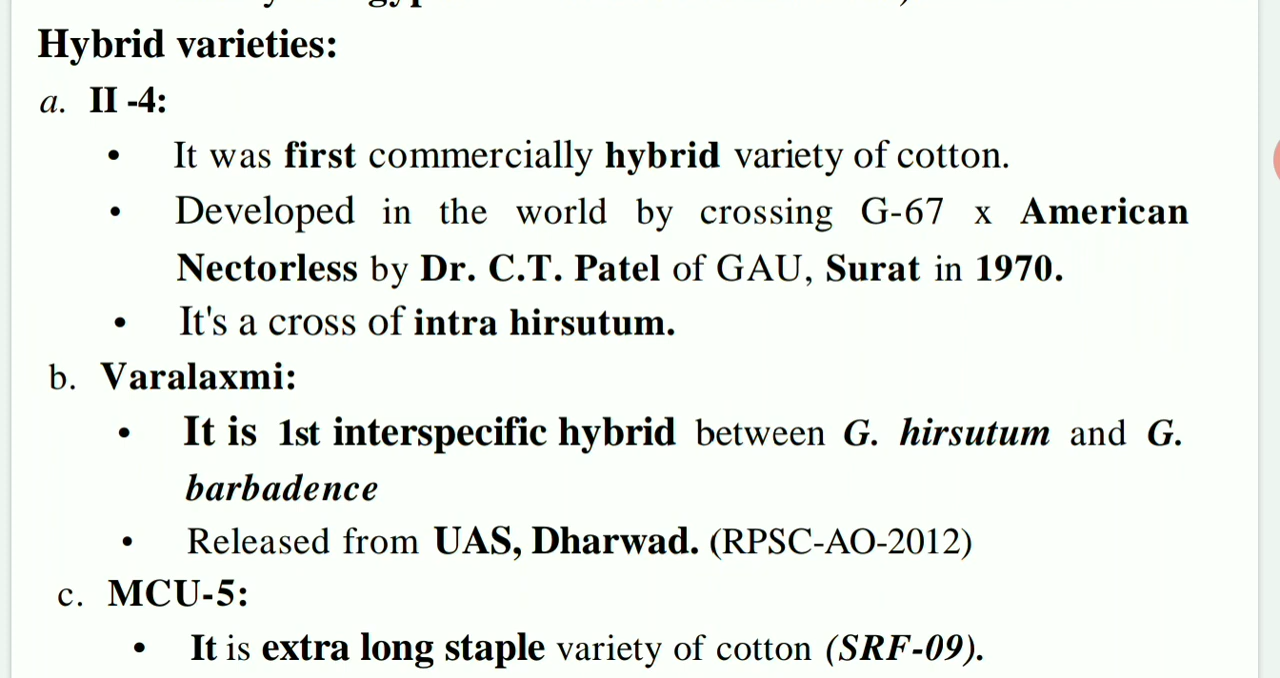 Hybrid varieties:
a. II -4:
• It was first commercially hybrid variety of cotton.
• Developed in the world by crossing G-67 x American
Nectorless by Dr. C.T. Patel of GAU, Surat in 1970.
• It's a cross of intra hirsutum.
b. Varalaxmi:
• It is 1st interspecific hybrid between G. hirsutum and G.
barbadence
• Released from UAS, Dharwad. (RPSC-AO-2012)
c. MCU-5:
• It is extra long staple variety of cotton (SRF-09).